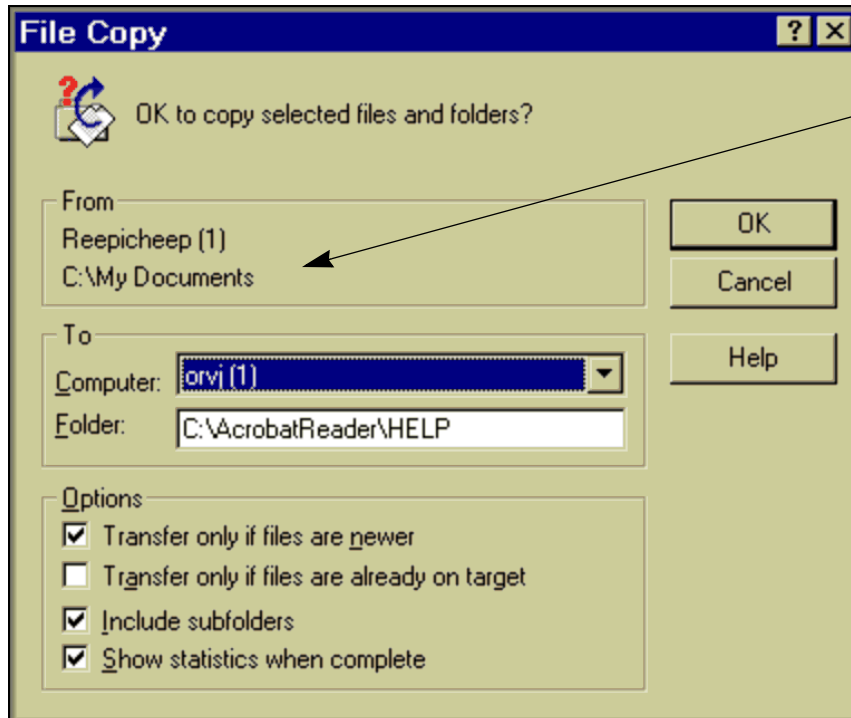 File Copy
OK to copy selected files and folders?
From
Reepicheep (1)
C:\My Documents
OK
Cancel
To
Computer: orvj (1)
Folder: C:\AcrobatReader\HELP
Help
Options
Transfer only if files are newer
Transfer only if files are already on target
Include subfolders
Show statistics when complete